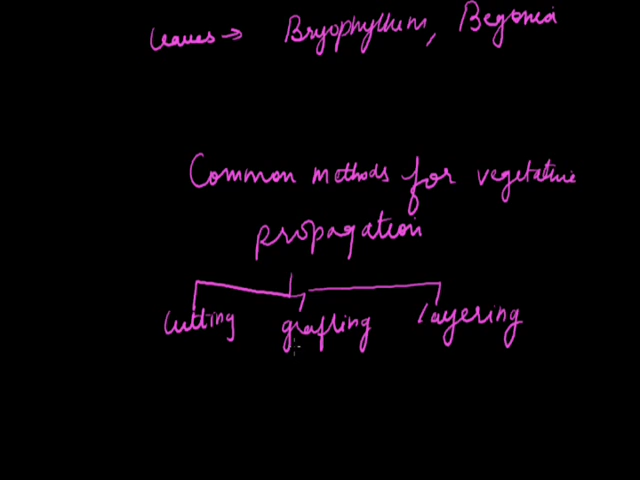 leaves → Bryophyllum, Begonia
Common methods for vegetative
propagation
cutting grafting layering